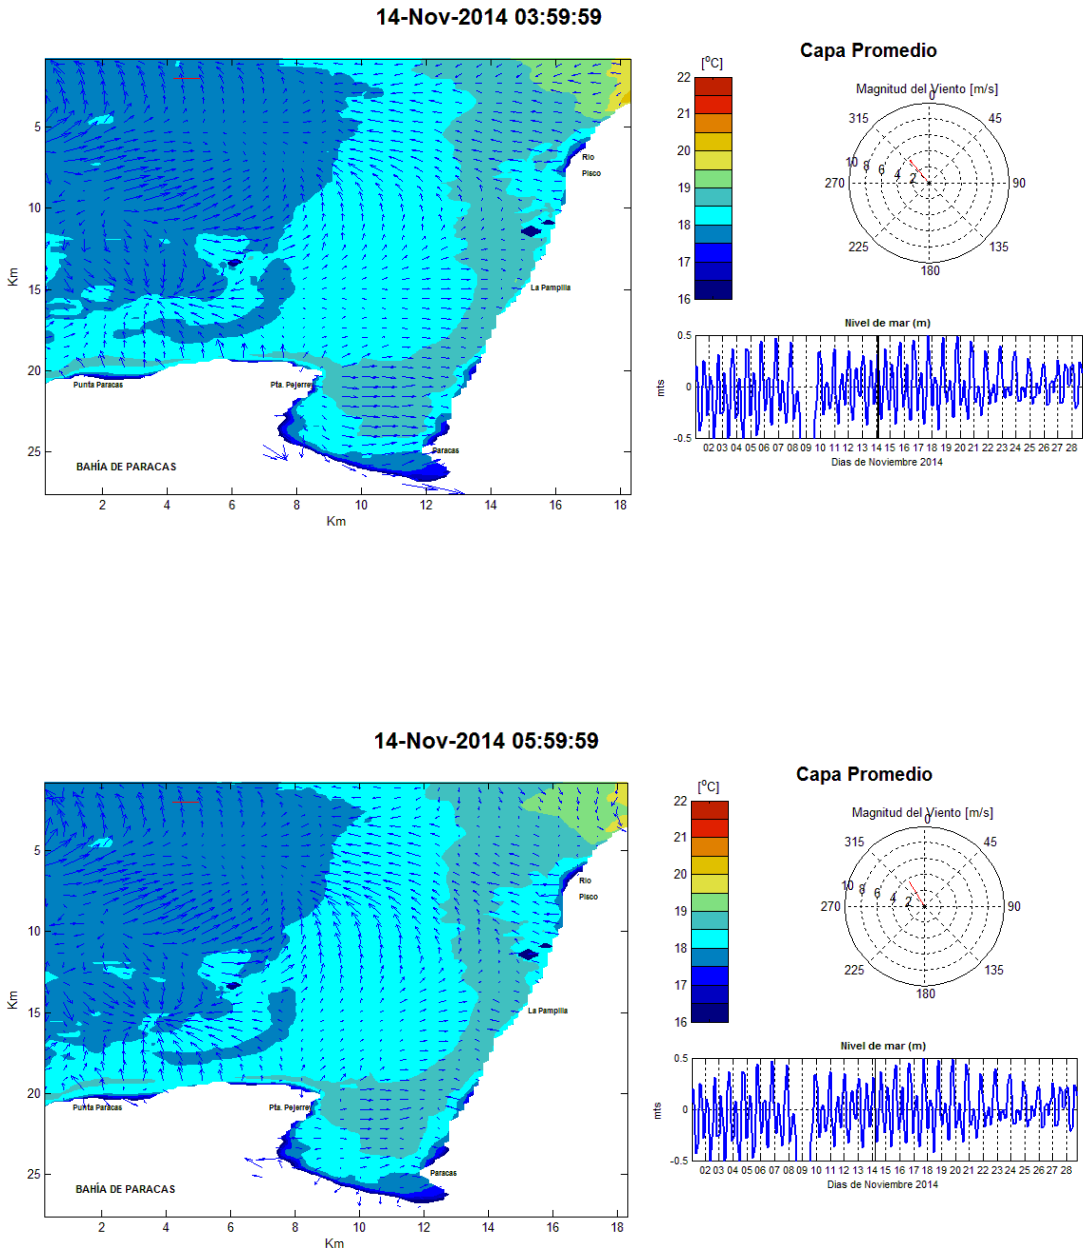 14-Nov-2014 03:59:59
Capa Promedio
[°C]
22
21
20
19
18
17
16
Magnitud del Viento [m/s]
0
315
45
10
8
6
4
2
270
90
225
135
180
5
10
15
20
25
Km
Rio
Pisco
La Pampilla
Punta Paracas
Pta. Pejerrey
Paracas
BAHÍA DE PARACAS
2
4
6
8
10
12
14
16
18
Km
Nivel de mar (m)
0.5
0
-0.5
mts
02 03 04 05 06 07 08 09 10 11 12 13 14 15 16 17 18 19 20 21 22 23 24 25 26 27 28
Dias de Noviembre 2014
14-Nov-2014 05:59:59
Capa Promedio
[°C]
22
21
20
19
18
17
16
Magnitud del Viento [m/s]
0
315
45
10
8
6
4
2
270
90
225
135
180
5
10
15
20
25
Km
Rio
Pisco
La Pampilla
Punta Paracas
Pta. Pejerrey
Paracas
BAHÍA DE PARACAS
2
4
6
8
10
12
14
16
18
Km
Nivel de mar (m)
0.5
0
-0.5
mts
02 03 04 05 06 07 08 09 10 11 12 13 14 15 16 17 18 19 20 21 22 23 24 25 26 27 28
Dias de Noviembre 2014